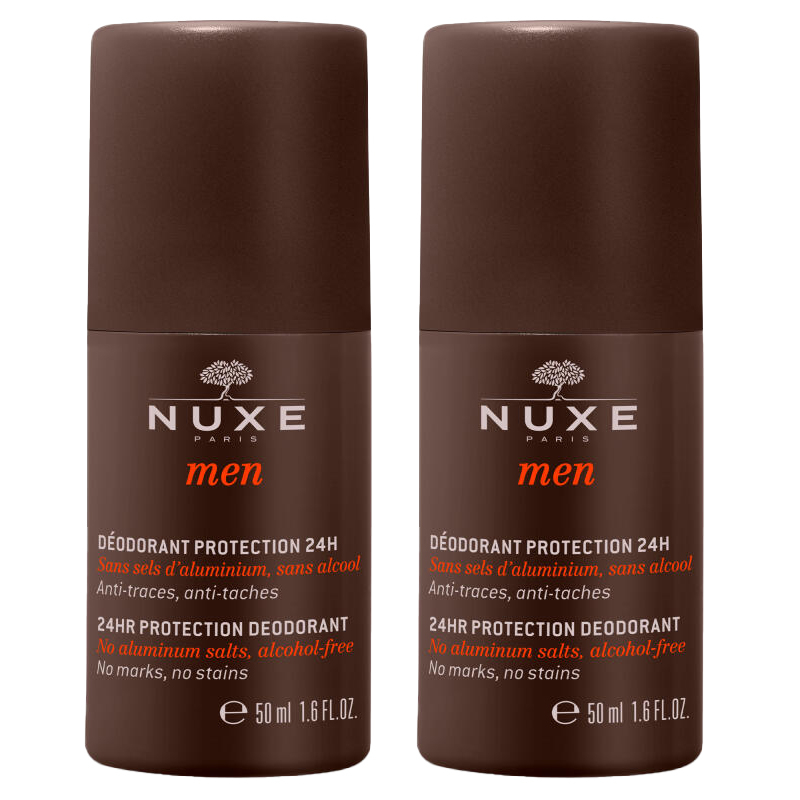 NUXE
PARIS
men
DÉODORANT PROTECTION 24H
Sans sels d'aluminium, sans alcool
Anti-traces, anti-taches
24HR PROTECTION DEODORANT
No aluminum salts, alcohol-free
No marks, no stains
℮ 50 ml 1.6 FL.OZ.
NUXE
PARIS
men
DÉODORANT PROTECTION 24H
Sans sels d'aluminium, sans alcool
Anti-traces, anti-taches
24HR PROTECTION DEODORANT
No aluminum salts, alcohol-free
No marks, no stains
℮ 50 ml 1.6 FL.OZ.